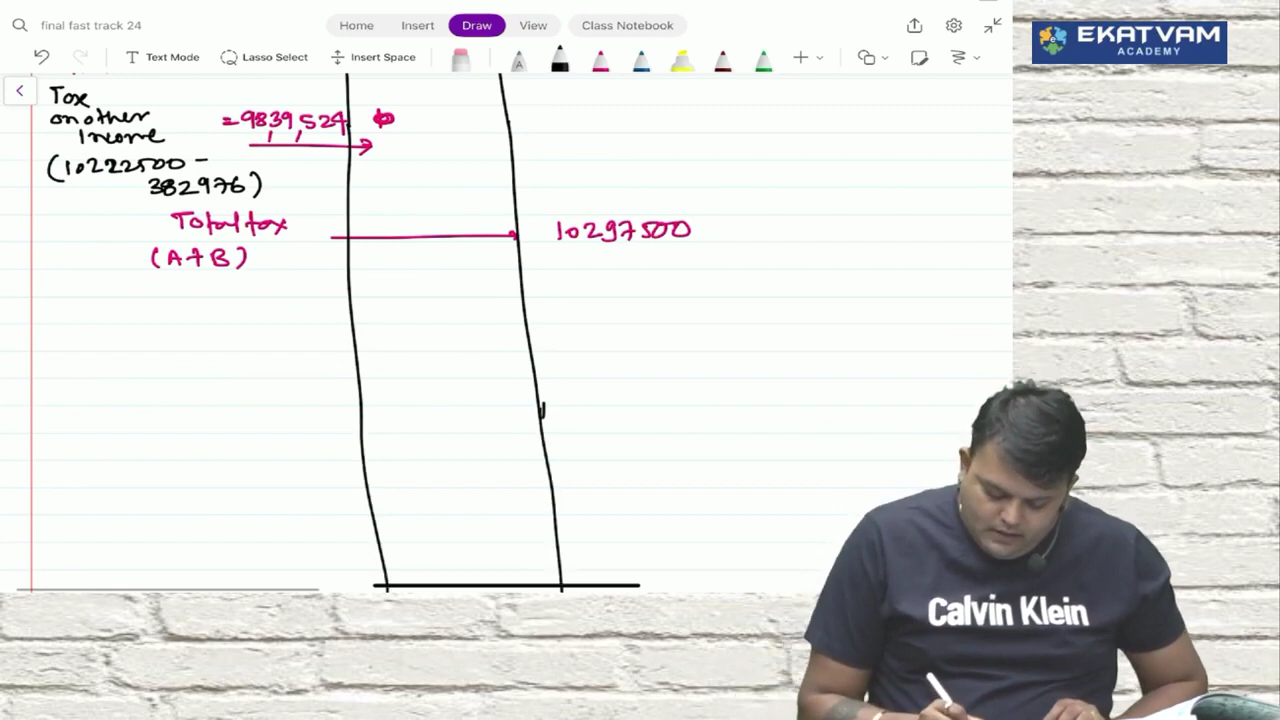 final fast track 24
Home Insert Draw View Class Notebook
Text Mode Lasso Select Insert Space
EKATVAM
ACADEMY
Tax
on other
Income
= 9839,524
(10222500 -
382976)
Total tax
(A+B)
10297500
Calvin Klein